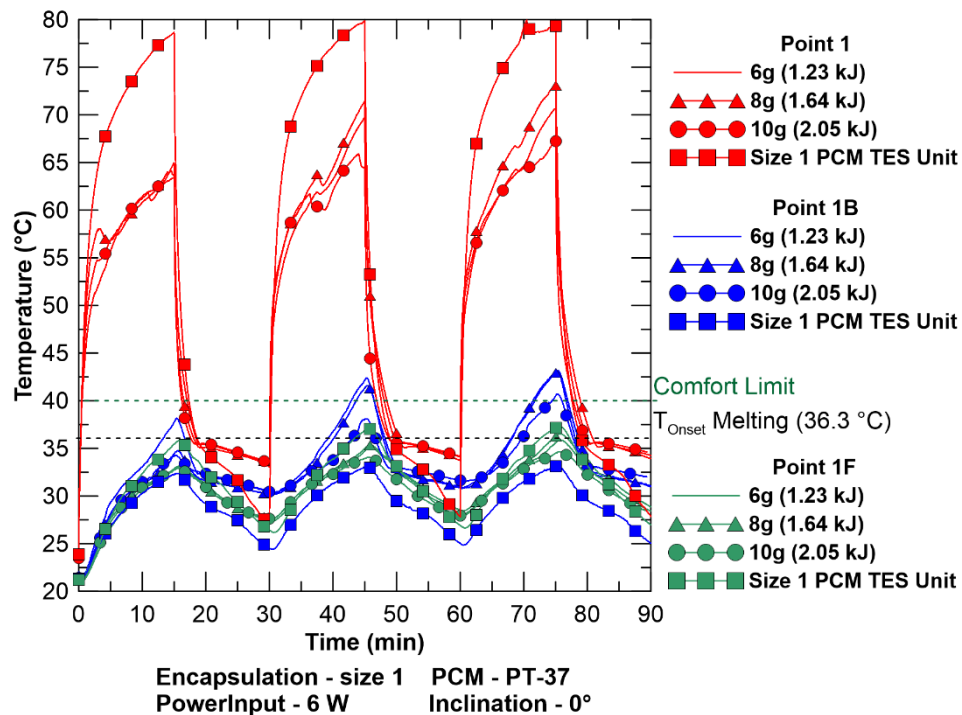 Temperature (°C)
80
75
70
65
60
55
50
45
40
35
30
25
20
0
10
20
30
40
50
60
70
80
90
Time (min)
Encapsulation - size 1 PCM - PT-37
PowerInput - 6 W Inclination - 0°
Point 1
6g (1.23 kJ)
8g (1.64 kJ)
10g (2.05 kJ)
Size 1 PCM TES Unit
Point 1B
6g (1.23 kJ)
8g (1.64 kJ)
10g (2.05 kJ)
Size 1 PCM TES Unit
Comfort Limit
TOnset Melting (36.3 °C)
Point 1F
6g (1.23 kJ)
8g (1.64 kJ)
10g (2.05 kJ)
Size 1 PCM TES Unit